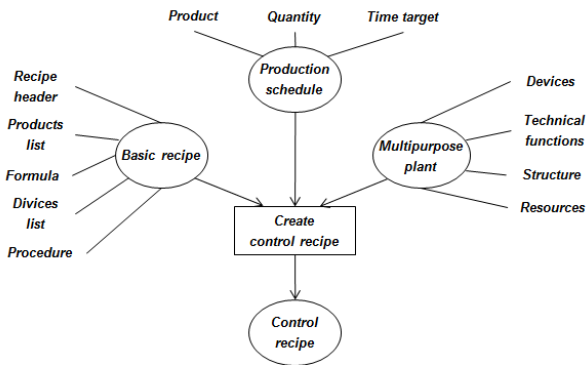 Product
Quantity
Time target
Production
schedule
Recipe
header
Products
list
Formula
Divices
list
Procedure
Basic recipe
Multipurpose
plant
Devices
Technical
functions
Structure
Resources
Create
control recipe
Control
recipe